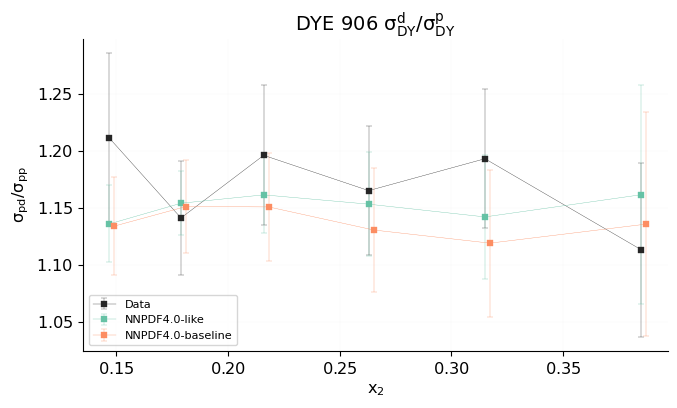 DYE 906 σ^d_DY/σ^p_DY
σ_pd/σ_pp
1.25
1.20
1.15
1.10
1.05
Data
NNPDF4.0-like
NNPDF4.0-baseline
0.15 0.20 0.25 0.30 0.35
x_2